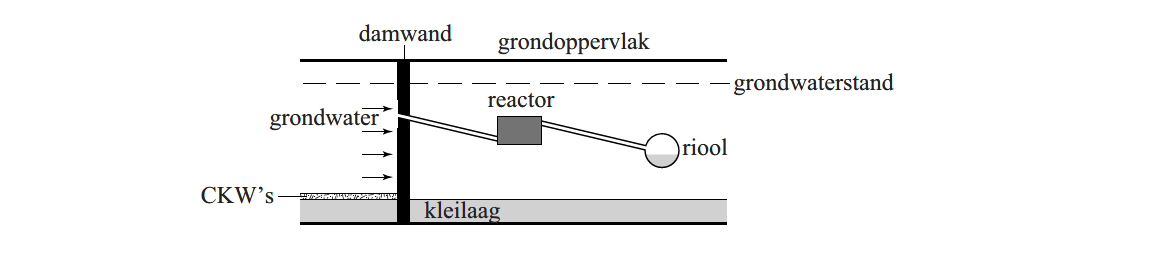 damwand
grondoppervlak
grondwaterstand
reactor
grondwater
riool
CKW’s
kleilaag